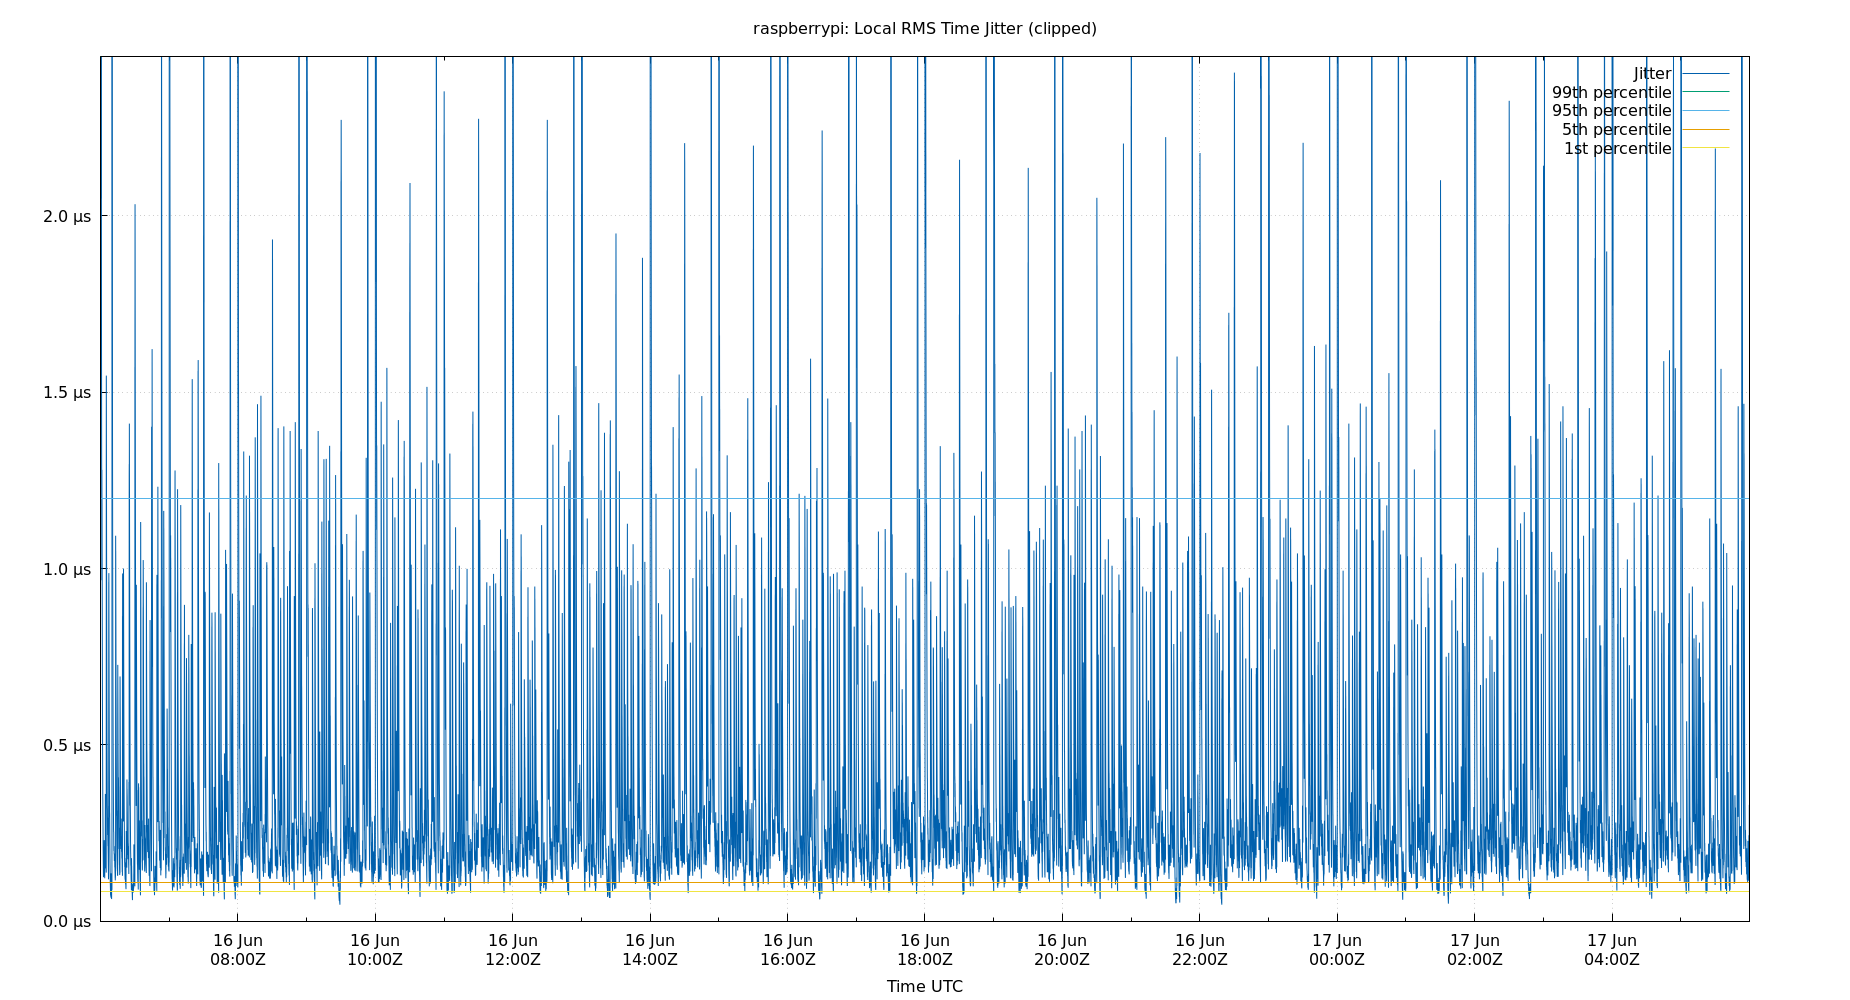 raspberrypi: Local RMS Time Jitter (clipped)
Jitter
99th percentile
95th percentile
5th percentile
1st percentile
2.0 μs
1.5 μs
1.0 μs
0.5 μs
0.0 μs
16 Jun 16 Jun 16 Jun 16 Jun 16 Jun 16 Jun 16 Jun 16 Jun 17 Jun 17 Jun 17 Jun
08:00Z 10:00Z 12:00Z 14:00Z 16:00Z 18:00Z 20:00Z 22:00Z 00:00Z 02:00Z 04:00Z
Time UTC